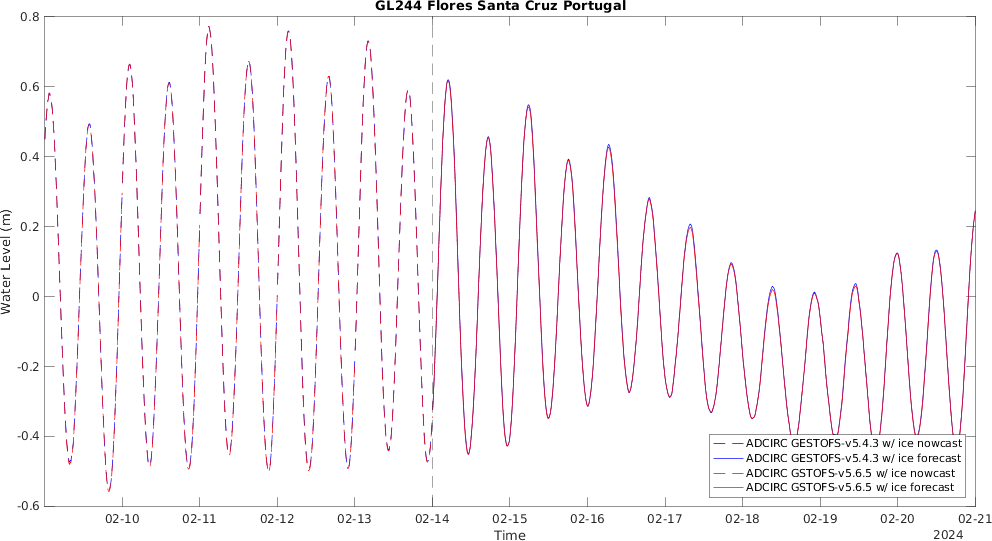 GL244 Flores Santa Cruz Portugal
0.8
0.6
0.4
0.2
0
-0.2
-0.4
-0.6
Water Level (m)
ADCIRC GESTOFS-v5.4.3 w/ ice nowcast
ADCIRC GESTOFS-v5.4.3 w/ ice forecast
ADCIRC GSTOFS-v5.6.5 w/ ice nowcast
ADCIRC GSTOFS-v5.6.5 w/ ice forecast
02-10 02-11 02-12 02-13 02-14 02-15 02-16 02-17 02-18 02-19 02-20 02-21
Time
2024